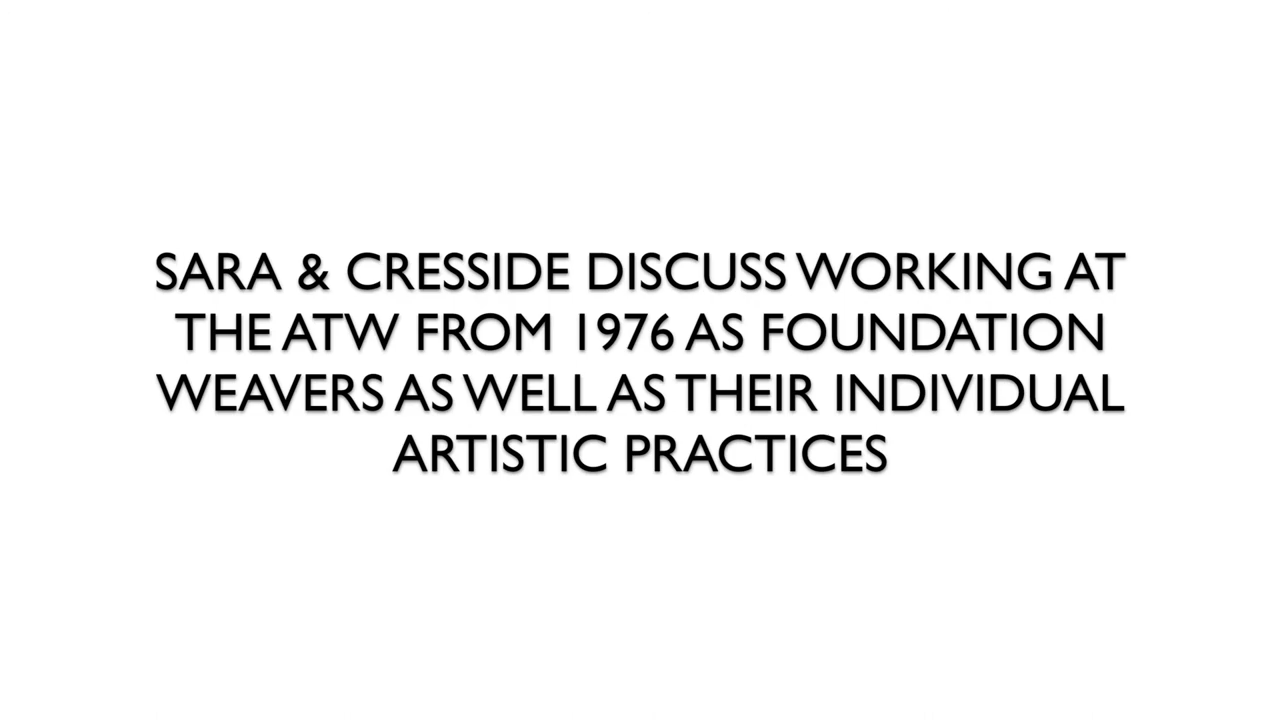 SARA & CRESSIDE DISCUSS WORKING AT
THE ATW FROM 1976 AS FOUNDATION
WEAVERS AS WELL AS THEIR INDIVIDUAL
ARTISTIC PRACTICES